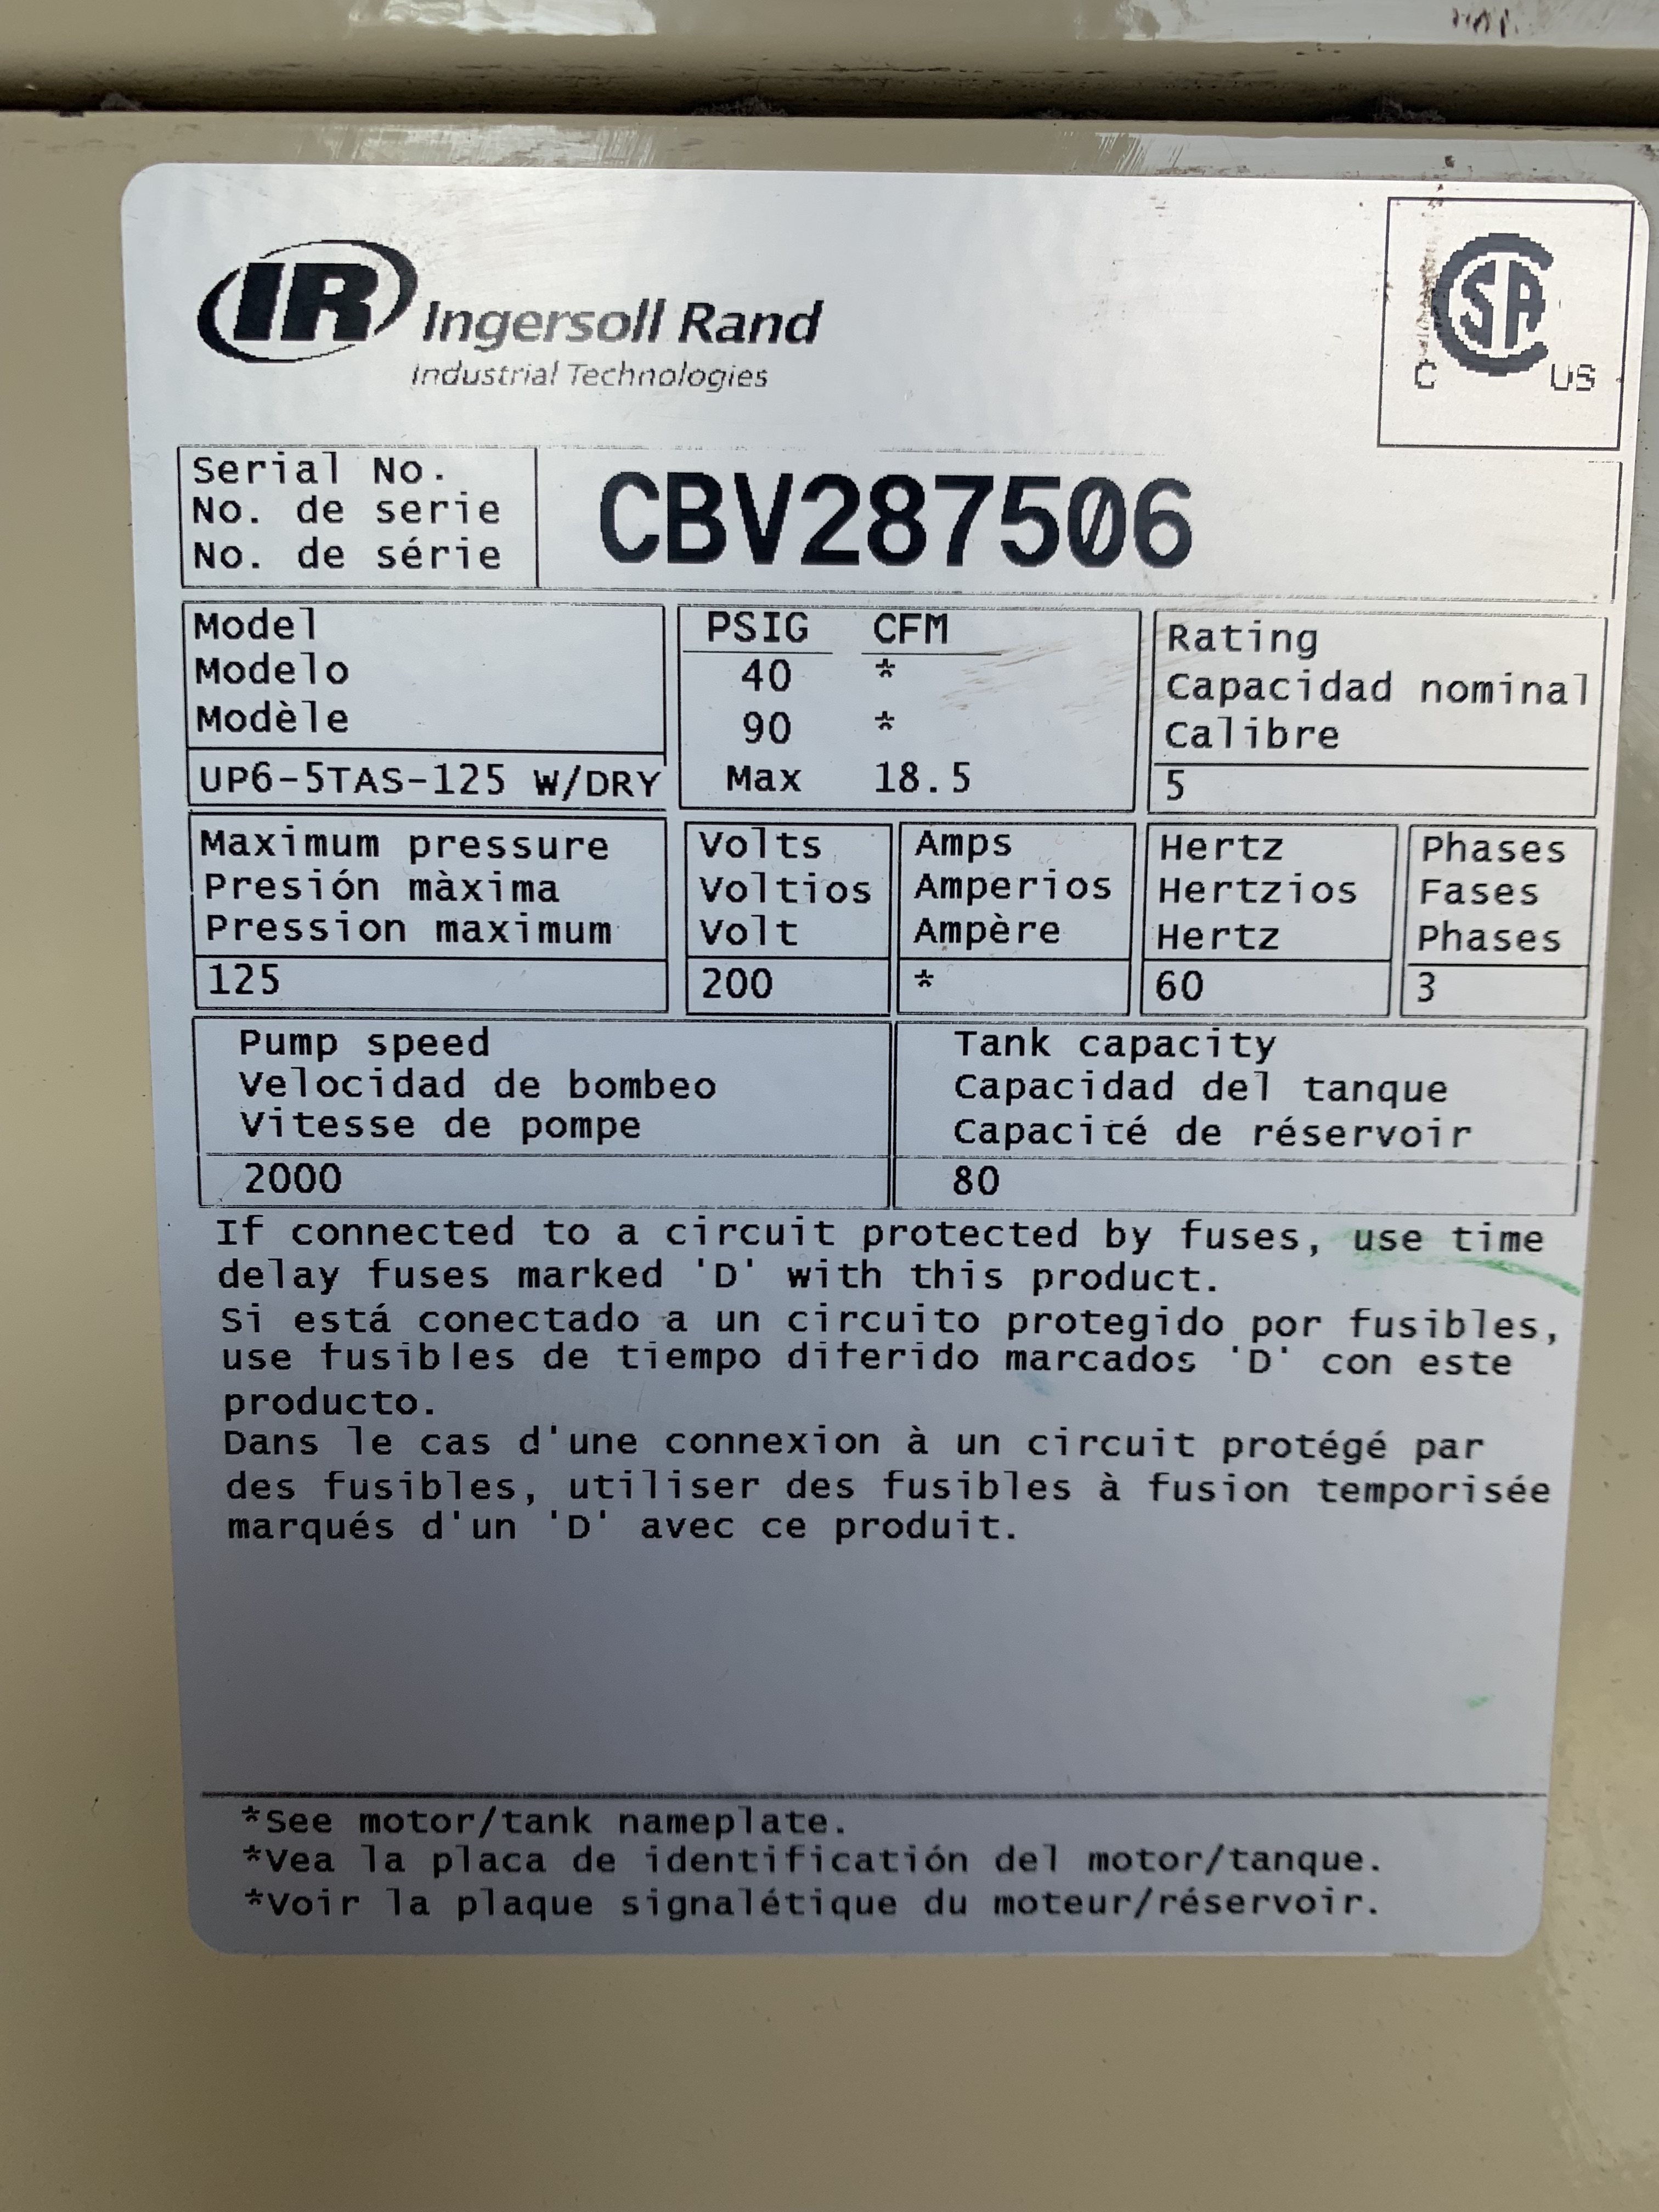 IR Ingersoll Rand
Industrial Technologies
C SA US
Serial No.
No. de serie
No. de série
CBV287506
Model
Modelo
Modèle
UP6-5TAS-125 W/DRY
PSIG CFM
40 *
90 *
Max 18.5
Rating
Capacidad nominal
Calibre
5
Maximum pressure
Presión màxima
Pression maximum
125
Volts
Voltios
Volt
200
Amps
Amperios
Ampère
*
Hertz
Hertzios
Hertz
60
Phases
Fases
Phases
3
Pump speed
Velocidad de bombeo
Vitesse de pompe
2000
Tank capacity
Capacidad del tanque
Capacité de réservoir
80
If connected to a circuit protected by fuses, use time
delay fuses marked 'D' with this product.
Si está conectado a un circuito protegido por fusibles,
use fusibles de tiempo diferido marcados 'D' con este
producto.
Dans le cas d'une connexion à un circuit protégé par
des fusibles, utiliser des fusibles à fusion temporisée
marqués d'un 'D' avec ce produit.
*See motor/tank nameplate.
*Vea la placa de identificación del motor/tanque.
*Voir la plaque signalétique du moteur/réservoir.